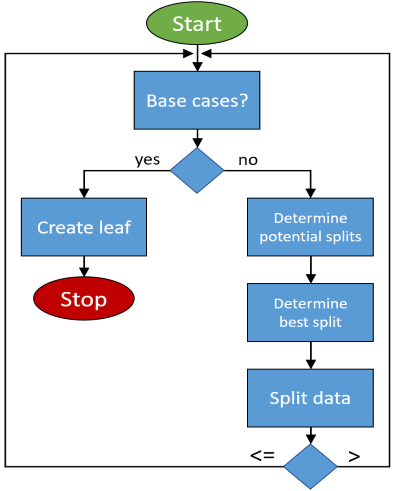 Start
Base cases?
yes
no
Create leaf
Determine
potential splits
Stop
Determine
best split
Split data
<=
>